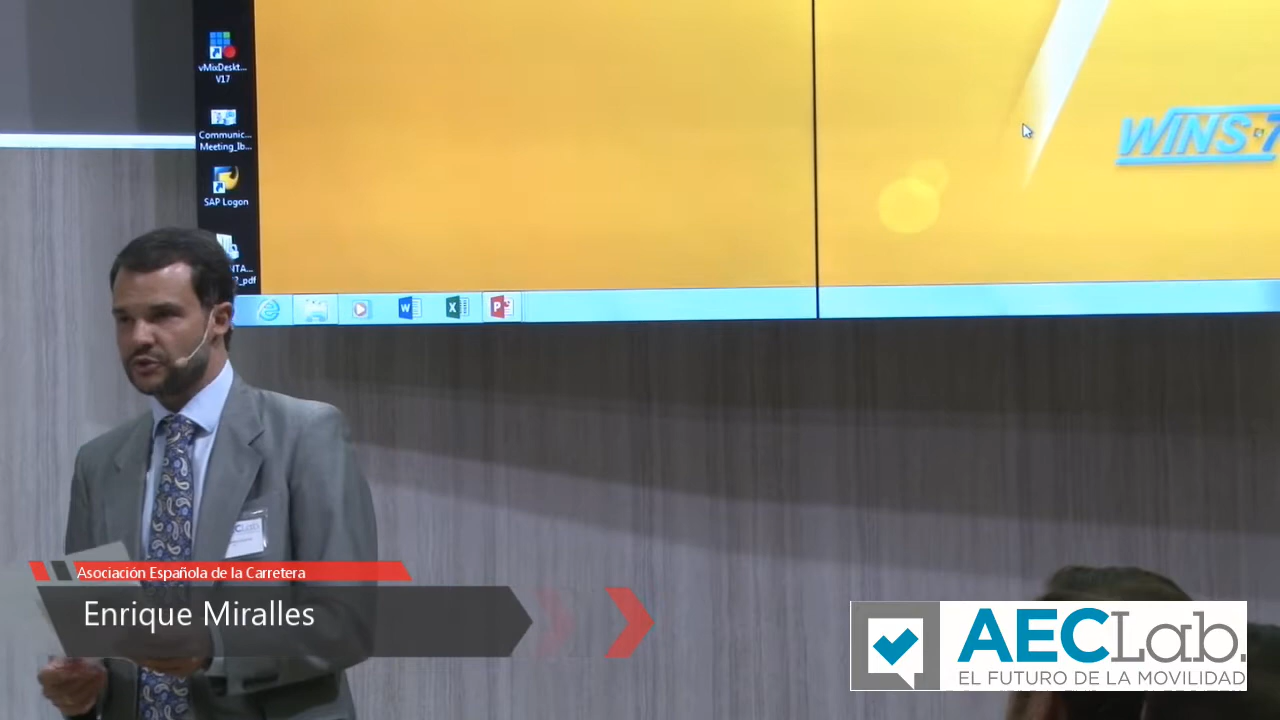 vMixDeskt...
V17
Communic...
Meeting_Ib...
SAP Logon
WINS
Asociación Española de la Carretera
Enrique Miralles
AECLab.
EL FUTURO DE LA MOVILIDAD